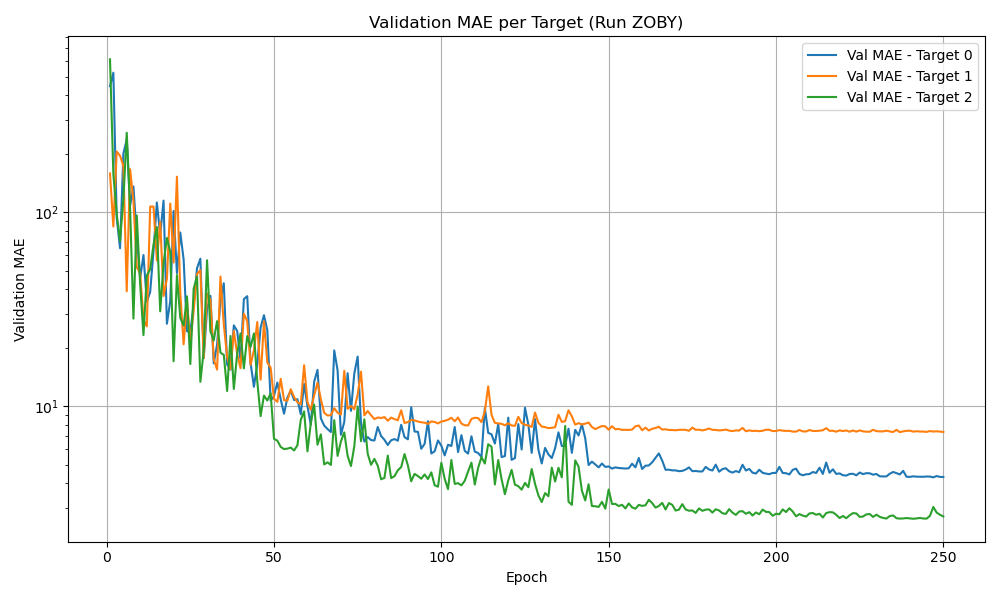 Validation MAE per Target (Run ZOBY)
Val MAE - Target 0
Val MAE - Target 1
Val MAE - Target 2
Validation MAE
10²
10¹
0 50 100 150 200 250
Epoch